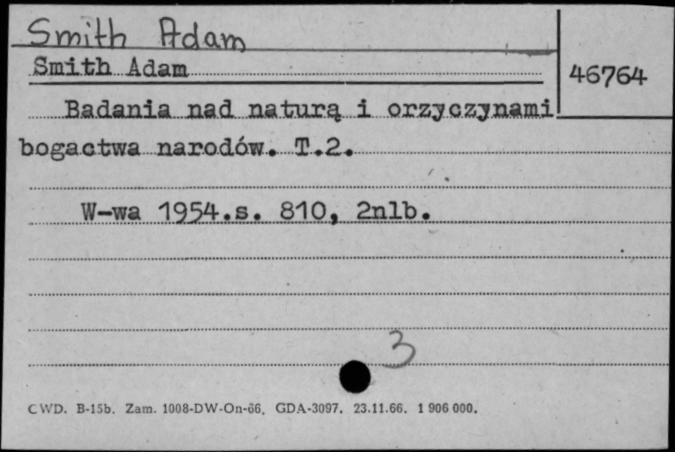 Smith Adam
Smith Adam
46764
Badania nad naturą i orzyczynami
bogactwa narodów. T.2.
W-wa 1954.s. 810, 2nlb.
3
CWD. B-15b. Zam. 1008-DW-On-66. GDA-3097. 23.11.66. 1 906 000.